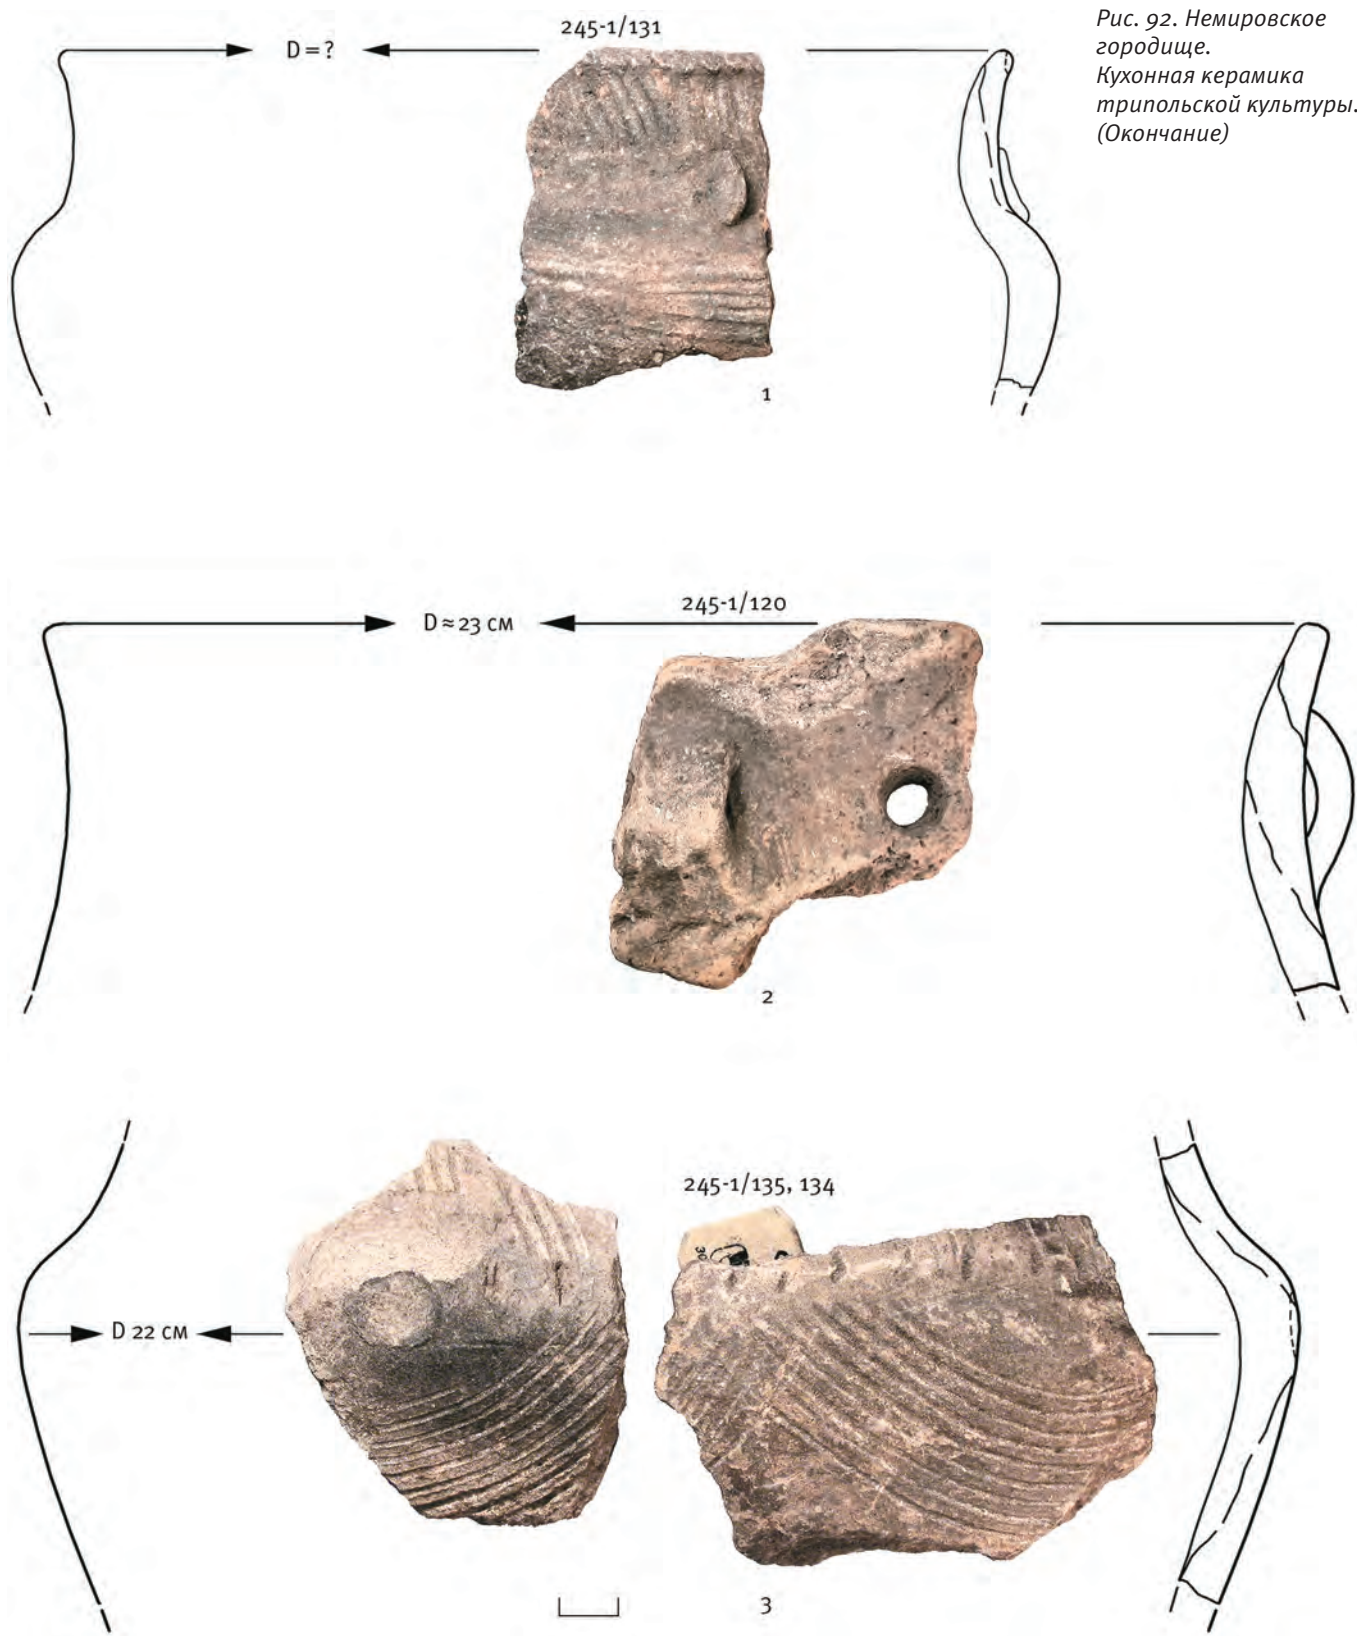 245-1/131
D = ?
Рис. 92. Немировское
городище.
Кухонная керамика
трипольской культуры.
(Окончание)
1
245-1/120
D ≈ 23 см
2
245-1/135, 134
D 22 см
3